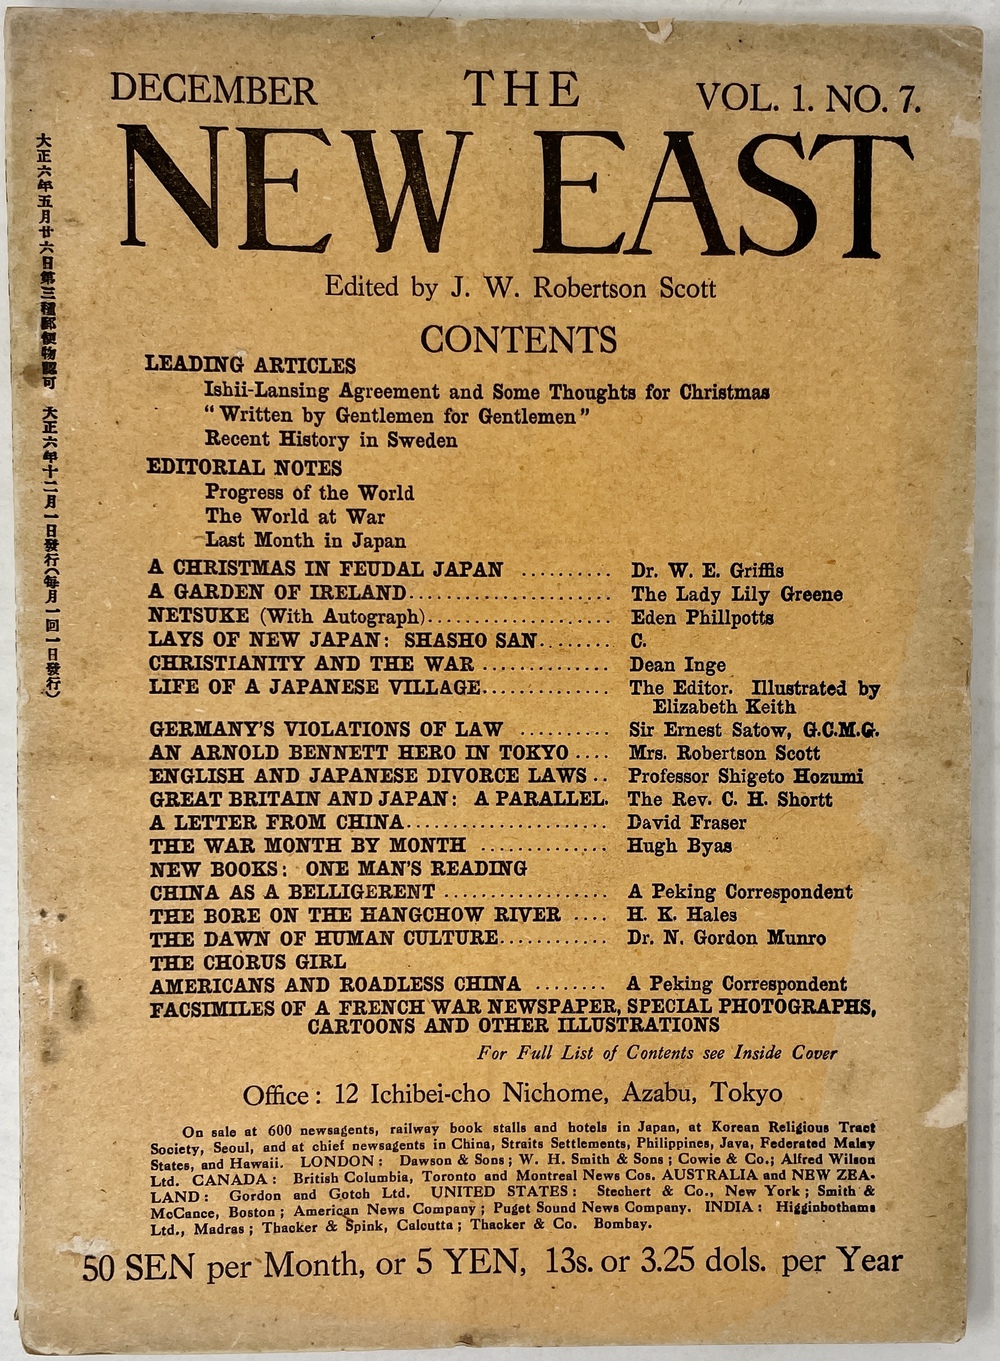 DECEMBER THE VOL. 1. NO. 7.
NEW EAST
Edited by J. W. Robertson Scott
CONTENTS
LEADING ARTICLES
Ishii-Lansing Agreement and Some Thoughts for Christmas
"Written by Gentlemen for Gentlemen"
Recent History in Sweden
EDITORIAL NOTES
Progress of the World
The World at War
Last Month in Japan
A CHRISTMAS IN FEUDAL JAPAN .......... Dr. W. E. Griffis
A GARDEN OF IRELAND...................... The Lady Lily Greene
NETSUKE (With Autograph).................... Eden Phillpotts
LAYS OF NEW JAPAN: SHASHO SAN........ C.
CHRISTIANITY AND THE WAR .............. Dean Inge
LIFE OF A JAPANESE VILLAGE.............. The Editor. Illustrated by
Elizabeth Keith
GERMANY'S VIOLATIONS OF LAW .......... Sir Ernest Satow, G.C.M.G.
AN ARNOLD BENNETT HERO IN TOKYO .... Mrs. Robertson Scott
ENGLISH AND JAPANESE DIVORCE LAWS .. Professor Shigeto Hozumi
GREAT BRITAIN AND JAPAN: A PARALLEL. The Rev. C. H. Shortt
A LETTER FROM CHINA...................... David Fraser
THE WAR MONTH BY MONTH .............. Hugh Byas
NEW BOOKS: ONE MAN'S READING
CHINA AS A BELLIGERENT .................. A Peking Correspondent
THE BORE ON THE HANGCHOW RIVER .... H. K. Hales
THE DAWN OF HUMAN CULTURE............ Dr. N. Gordon Munro
THE CHORUS GIRL
AMERICANS AND ROADLESS CHINA ........ A Peking Correspondent
FACSIMILES OF A FRENCH WAR NEWSPAPER, SPECIAL PHOTOGRAPHS,
CARTOONS AND OTHER ILLUSTRATIONS
For Full List of Contents see Inside Cover
Office: 12 Ichibei-cho Nichome, Azabu, Tokyo
On sale at 600 newsagents, railway book stalls and hotels in Japan, at Korean Religious Tract
Society, Seoul, and at chief newsagents in China, Straits Settlements, Philippines, Java, Federated Malay
States, and Hawaii. LONDON: Dawson & Sons; W. H. Smith & Sons; Cowie & Co.; Alfred Wilson
Ltd. CANADA: British Columbia, Toronto and Montreal News Cos. AUSTRALIA and NEW ZEA-
LAND: Gordon and Gotch Ltd. UNITED STATES: Stechert & Co., New York; Smith &
McCance, Boston; American News Company; Puget Sound News Company. INDIA: Higginbothams
Ltd., Madras; Thacker & Spink, Calcutta; Thacker & Co. Bombay.
50 SEN per Month, or 5 YEN, 13s. or 3.25 dols. per Year
大正六年五月廿六日第三種郵便物認可 大正六年十二月一日發行(每月一回一日發行)